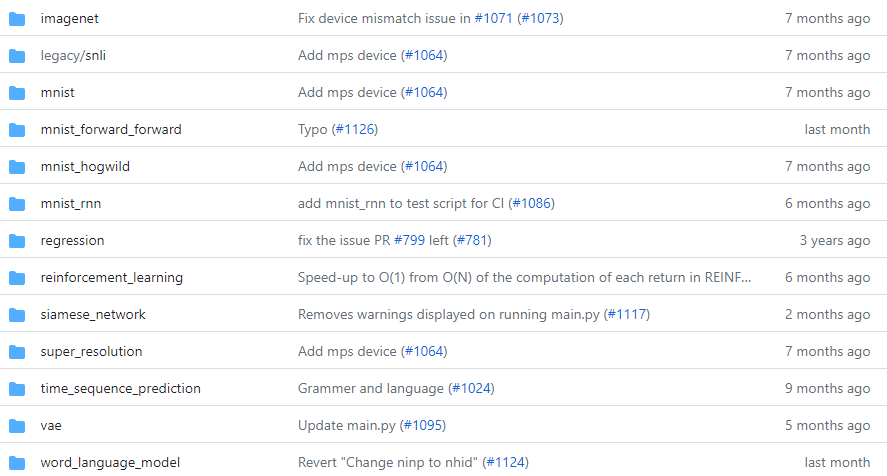 imagenet Fix device mismatch issue in #1071 (#1073) 7 months ago
legacy/snli Add mps device (#1064) 7 months ago
mnist Add mps device (#1064) 7 months ago
mnist_forward_forward Typo (#1126) last month
mnist_hogwild Add mps device (#1064) 7 months ago
mnist_rnn add mnist_rnn to test script for CI (#1086) 6 months ago
regression fix the issue PR #799 left (#781) 3 years ago
reinforcement_learning Speed-up to O(1) from O(N) of the computation of each return in REINF... 6 months ago
siamese_network Removes warnings displayed on running main.py (#1117) 2 months ago
super_resolution Add mps device (#1064) 7 months ago
time_sequence_prediction Grammer and language (#1024) 9 months ago
vae Update main.py (#1095) 5 months ago
word_language_model Revert "Change ninp to nhid" (#1124) last month